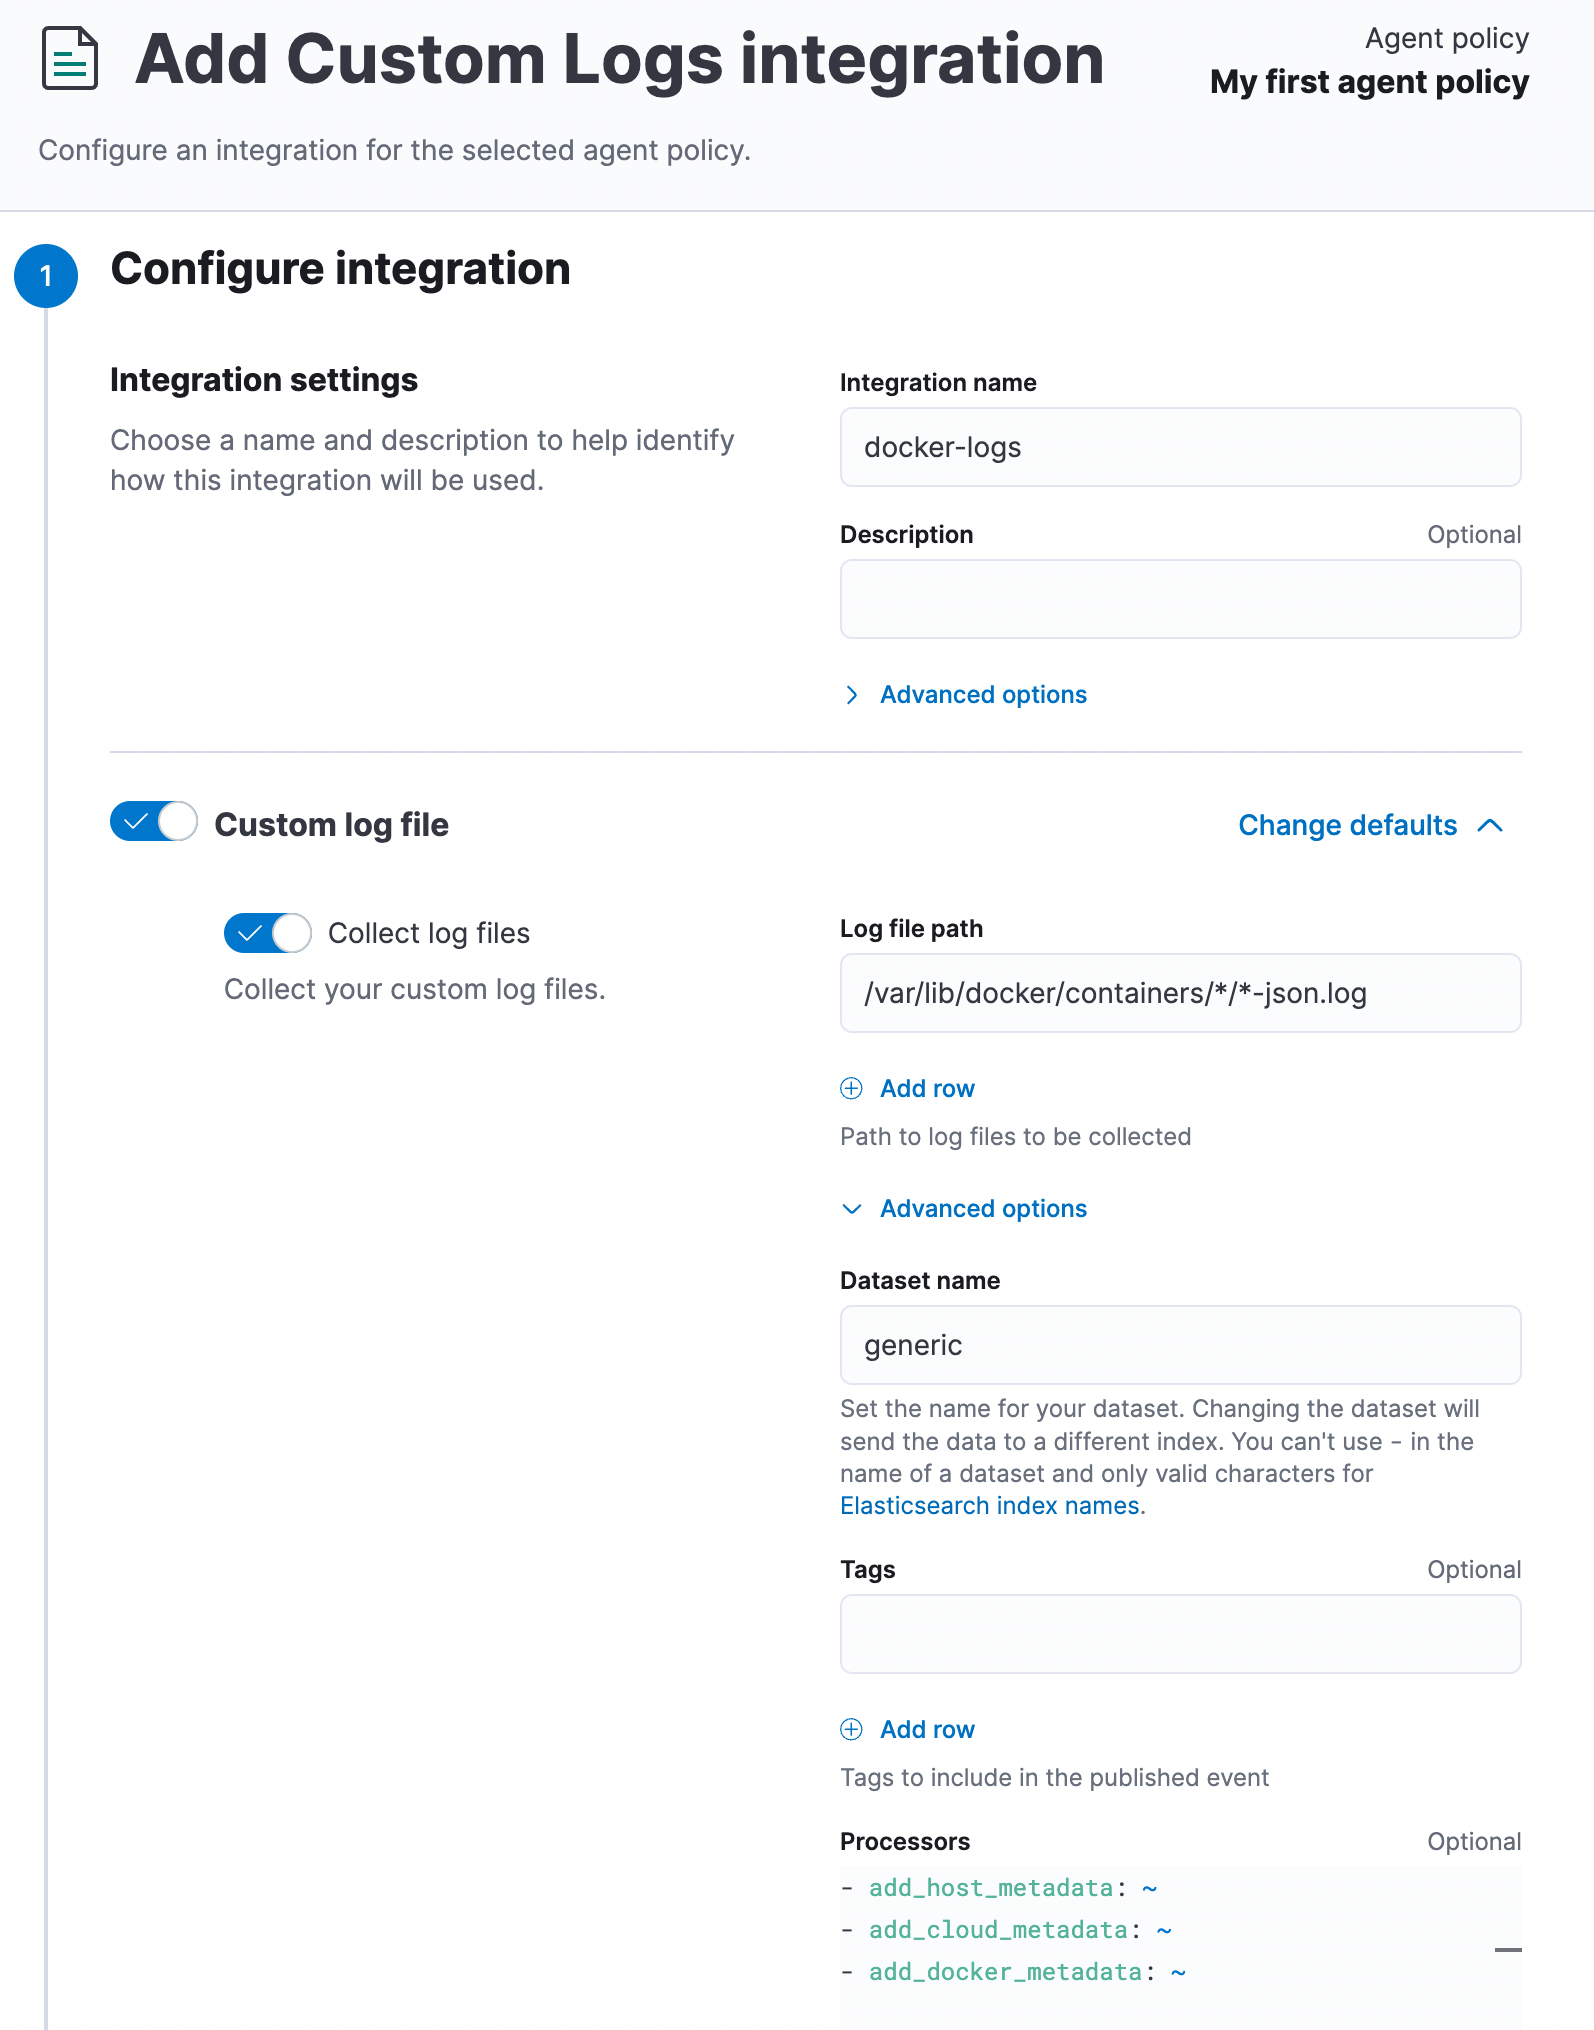 Add Custom Logs integration
Agent policy
My first agent policy
Configure an integration for the selected agent policy.
1
Configure integration
Integration settings
Choose a name and description to help identify
how this integration will be used.
Integration name
docker-logs
Description
Optional
Advanced options
Custom log file
Change defaults
Collect log files
Collect your custom log files.
Log file path
/var/lib/docker/containers/*/*-json.log
Add row
Path to log files to be collected
Advanced options
Dataset name
generic
Set the name for your dataset. Changing the dataset will
send the data to a different index. You can't use - in the
name of a dataset and only valid characters for
Elasticsearch index names.
Tags
Optional
Add row
Tags to include in the published event
Processors
Optional
- add_host_metadata: ~
- add_cloud_metadata: ~
- add_docker_metadata: ~